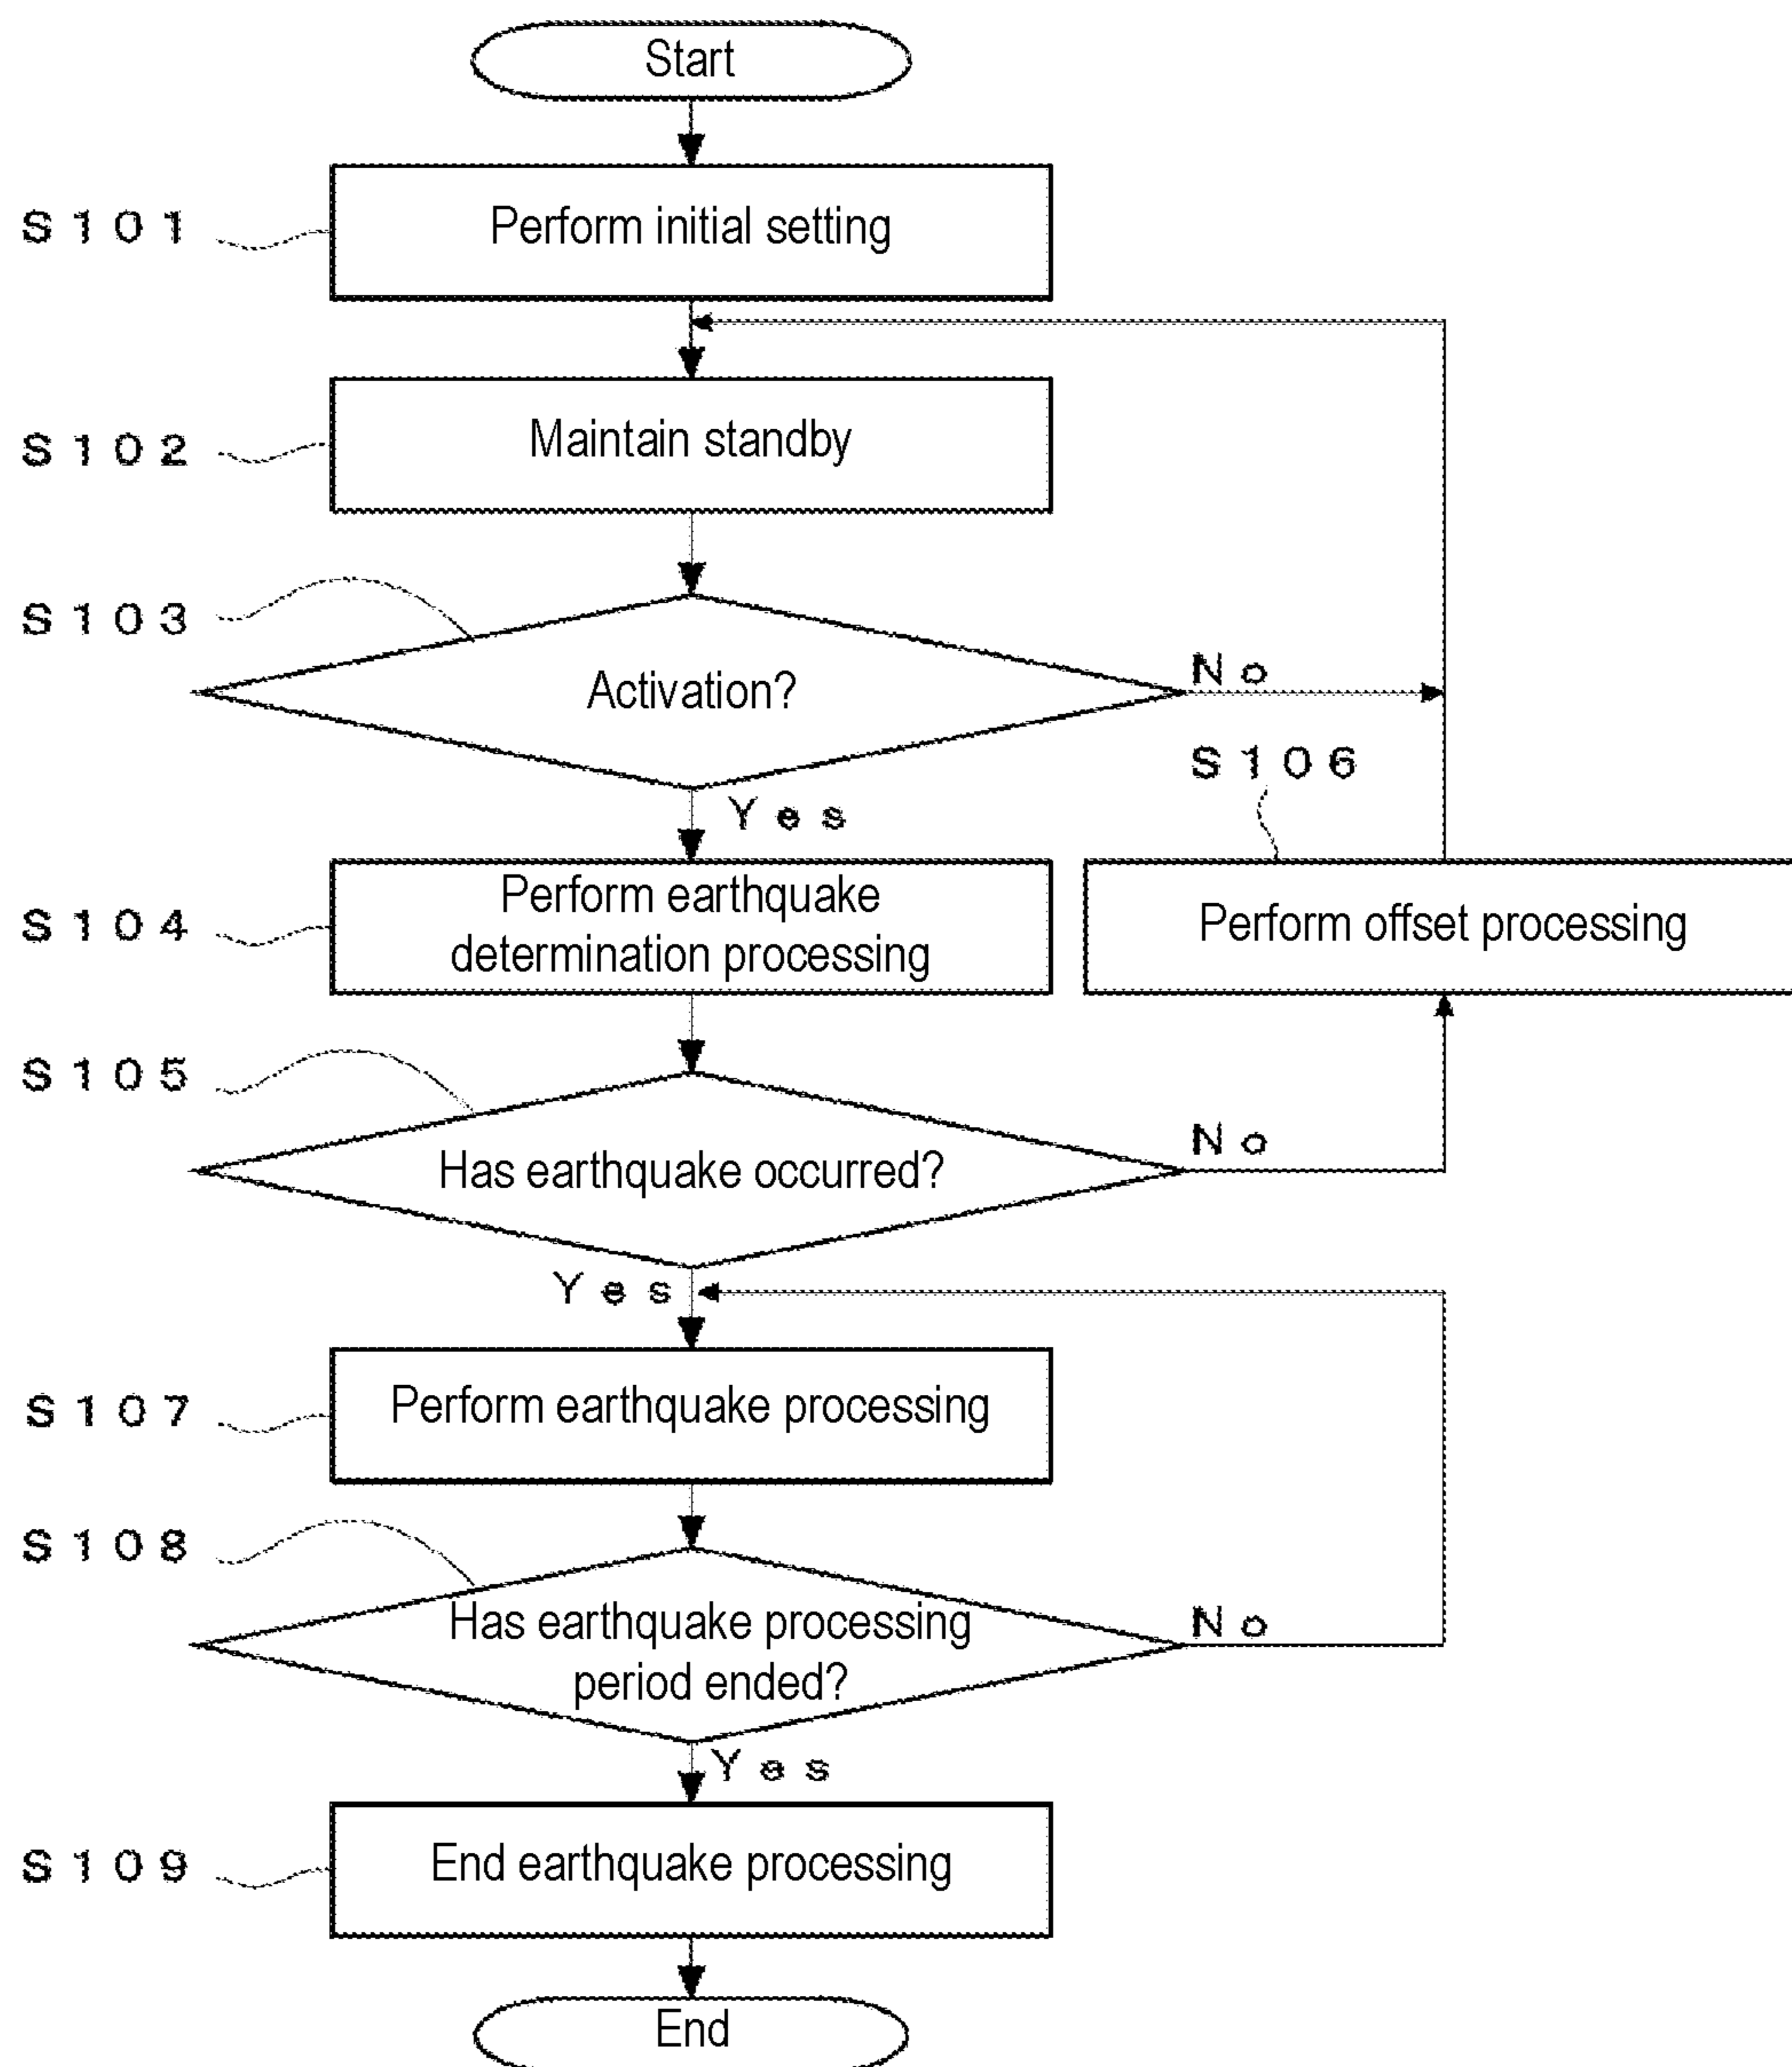 Start
S101
Perform initial setting
S102
Maintain standby
S103
Activation?
No
Yes
S106
S104
Perform earthquake
determination processing
Perform offset processing
S105
Has earthquake occurred?
No
Yes
S107
Perform earthquake processing
S108
Has earthquake processing
period ended?
No
Yes
S109
End earthquake processing
End